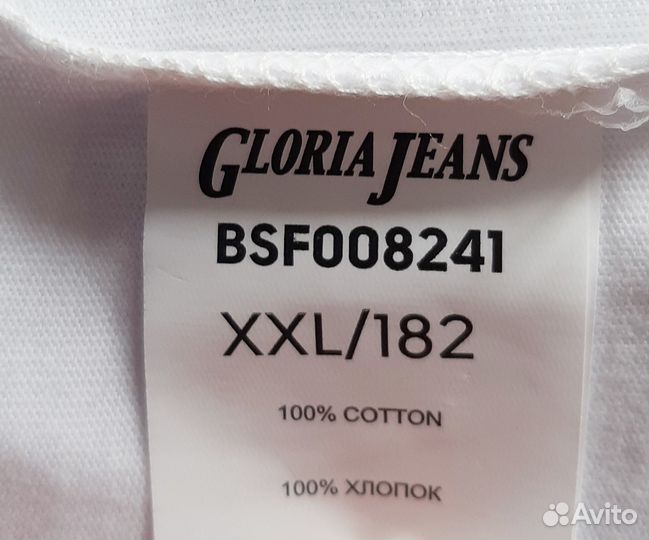 GLORIA JEANS
BSF008241
XXL/182
100% COTTON
100% ХЛОПОК
Avito